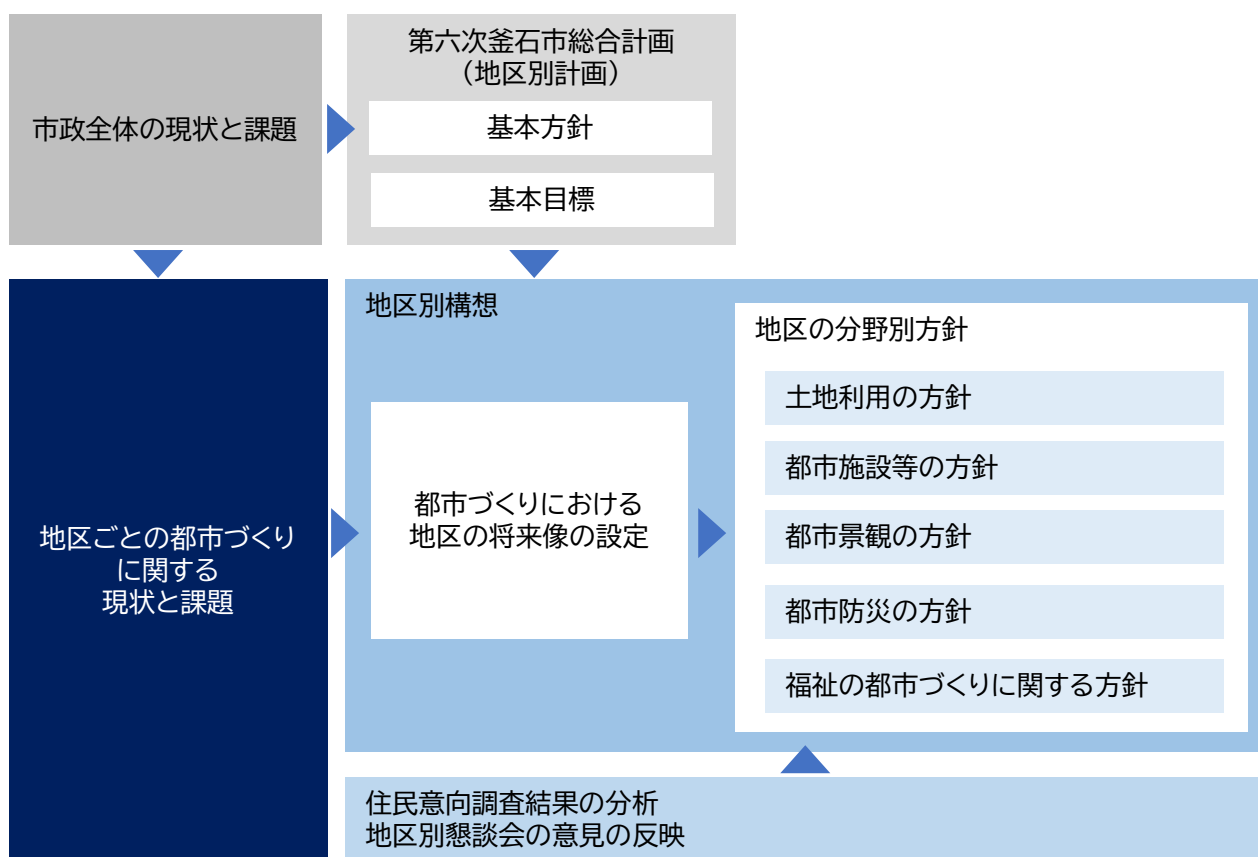 市政全体の現状と課題
第六次釜石市総合計画
（地区別計画）
基本方針
基本目標
地区ごとの都市づくり
に関する
現状と課題
地区別構想
都市づくりにおける
地区の将来像の設定
地区の分野別方針
土地利用の方針
都市施設等の方針
都市景観の方針
都市防災の方針
福祉の都市づくりに関する方針
住民意向調査結果の分析
地区別懇談会の意見の反映